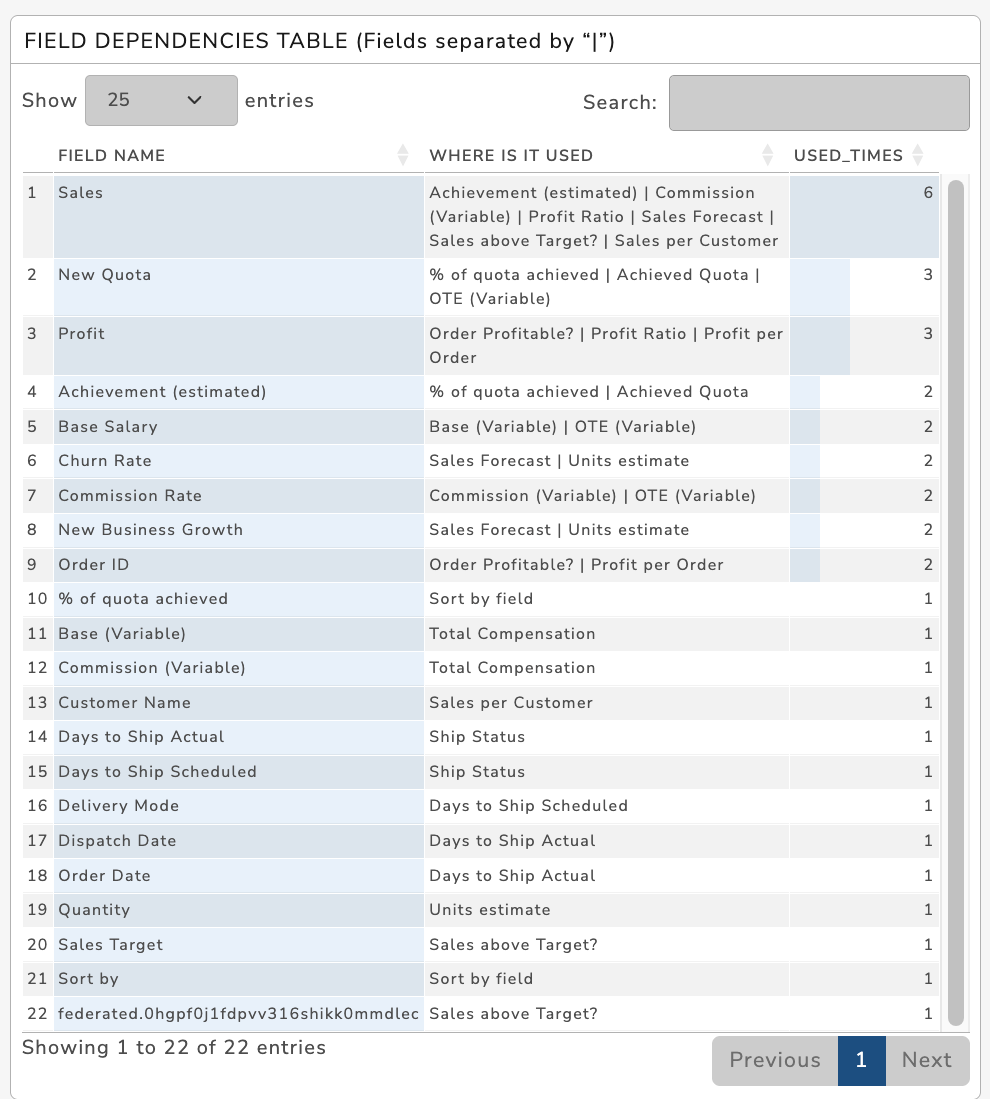 FIELD DEPENDENCIES TABLE (Fields separated by “|”)
Show 25 entries Search:
FIELD NAME WHERE IS IT USED USED_TIMES
1 Sales Achievement (estimated) | Commission 6
(Variable) | Profit Ratio | Sales Forecast |
Sales above Target? | Sales per Customer
2 New Quota % of quota achieved | Achieved Quota | 3
OTE (Variable)
3 Profit Order Profitable? | Profit Ratio | Profit per 3
Order
4 Achievement (estimated) % of quota achieved | Achieved Quota 2
5 Base Salary Base (Variable) | OTE (Variable) 2
6 Churn Rate Sales Forecast | Units estimate 2
7 Commission Rate Commission (Variable) | OTE (Variable) 2
8 New Business Growth Sales Forecast | Units estimate 2
9 Order ID Order Profitable? | Profit per Order 2
10 % of quota achieved Sort by field 1
11 Base (Variable) Total Compensation 1
12 Commission (Variable) Total Compensation 1
13 Customer Name Sales per Customer 1
14 Days to Ship Actual Ship Status 1
15 Days to Ship Scheduled Ship Status 1
16 Delivery Mode Days to Ship Scheduled 1
17 Dispatch Date Days to Ship Actual 1
18 Order Date Days to Ship Actual 1
19 Quantity Units estimate 1
20 Sales Target Sales above Target? 1
21 Sort by Sort by field 1
22 federated.0hgpf0j1fdpvv316shikk0mmdlec Sales above Target? 1
Showing 1 to 22 of 22 entries
Previous 1 Next